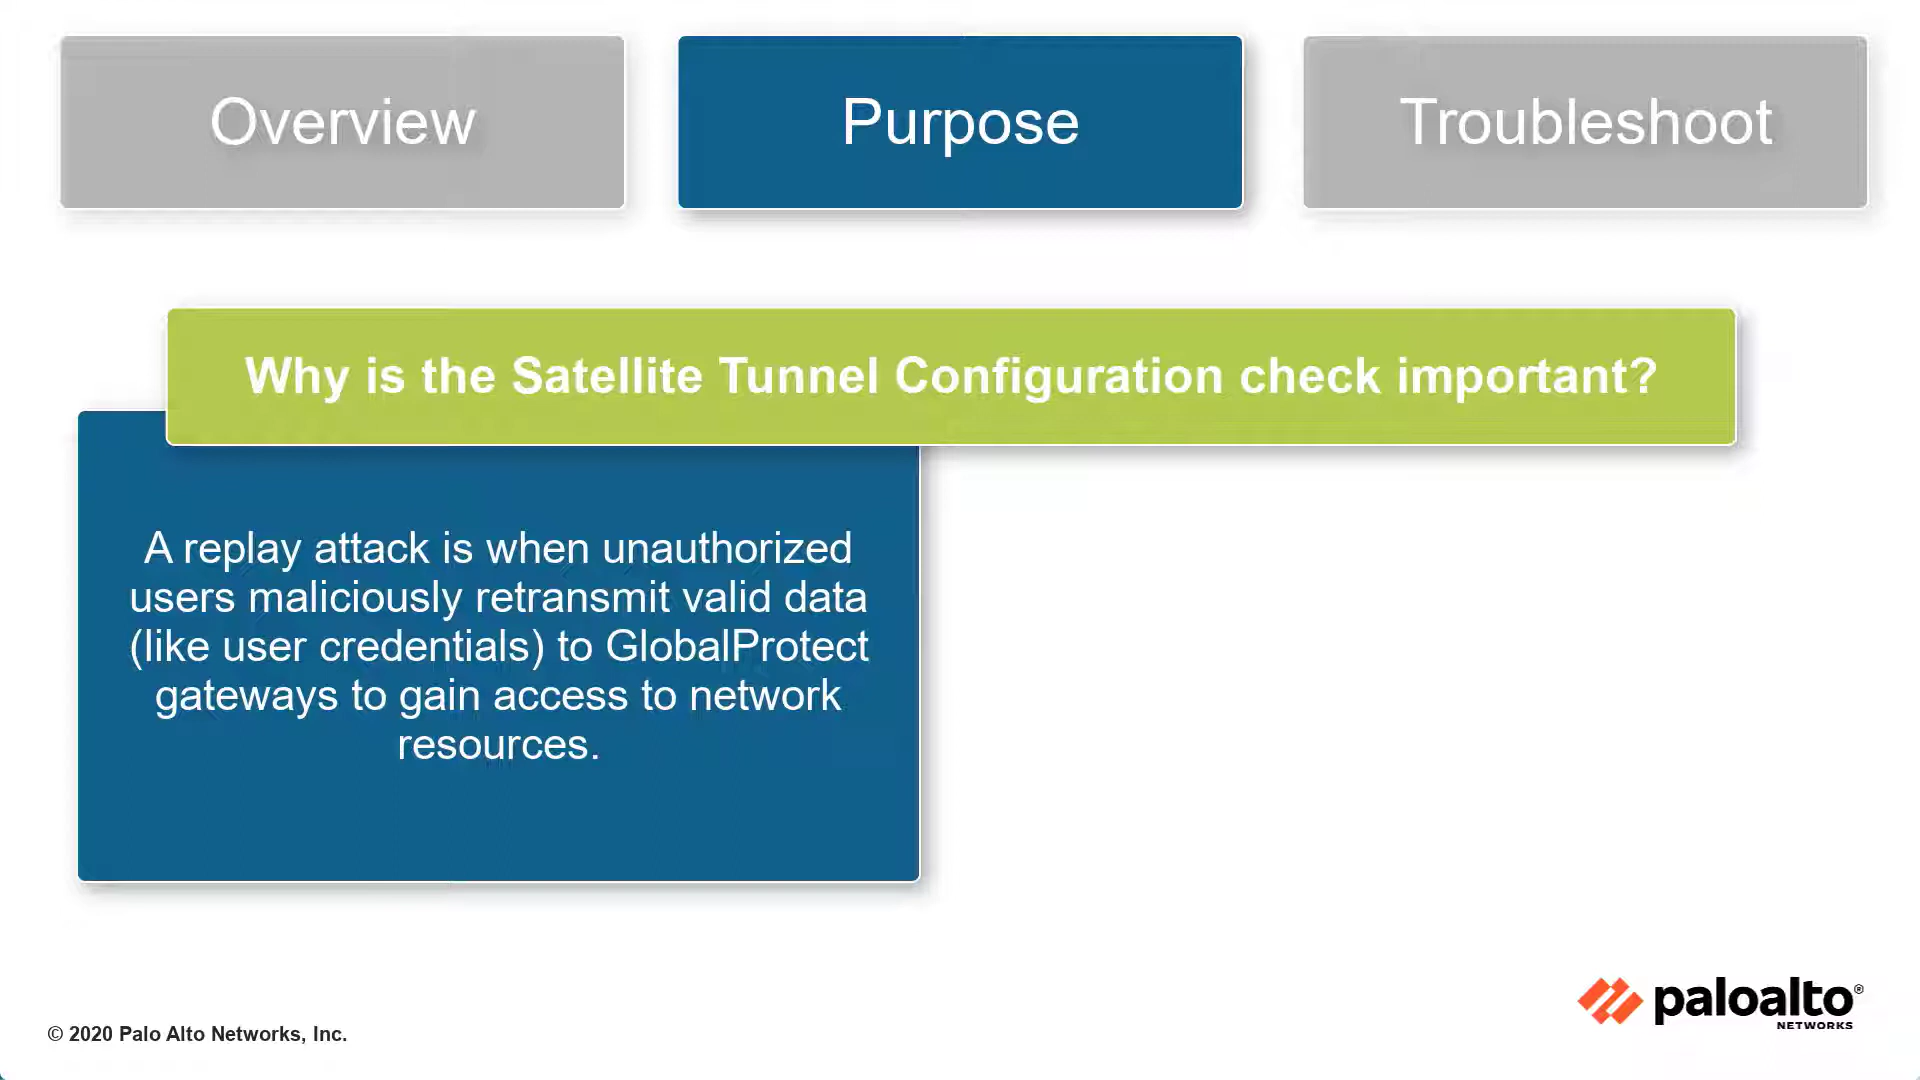 Overview
Purpose
Troubleshoot
Why is the Satellite Tunnel Configuration check important?
A replay attack is when unauthorized
users maliciously retransmit valid data
(like user credentials) to GlobalProtect
gateways to gain access to network
resources.
© 2020 Palo Alto Networks, Inc.
paloalto®
NETWORKS